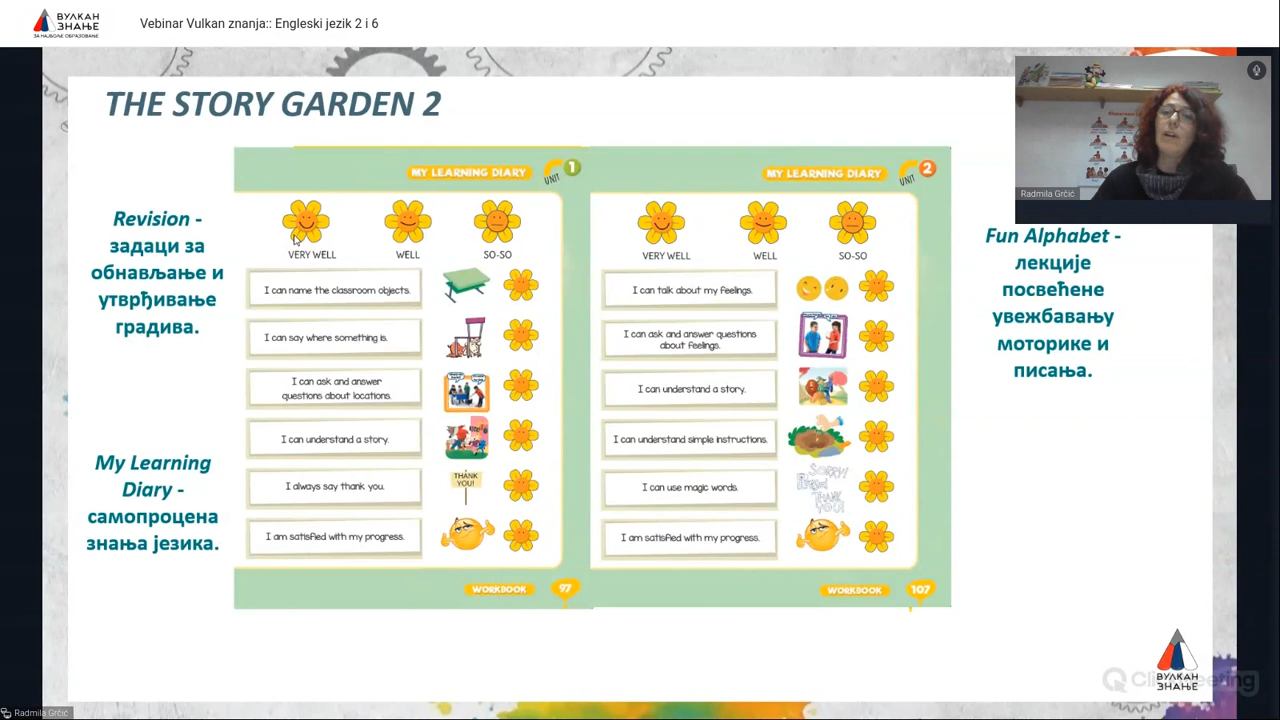 ВУЛКАН
ЗНАЊЕ
ЗА НАЈБОЉЕ ОБРАЗОВАЊЕ
Vebinar Vulkan znanja:: Engleski jezik 2 i 6
THE STORY GARDEN 2
Revision -
задаци за
обнављање и
утврђивање
градива.
My Learning
Diary -
самопроцена
знања језика.
MY LEARNING DIARY
UNIT 1
VERY WELL
WELL
SO-SO
I can name the classroom objects.
I can say where something is.
I can ask and answer
questions about locations.
I can understand a story.
I always say thank you.
THANK
YOU!
I am satisfied with my progress.
WORKBOOK
97
MY LEARNING DIARY
UNIT 2
VERY WELL
WELL
SO-SO
I can talk about my feelings.
I can ask and answer questions
about feelings.
I can understand a story.
I can understand simple instructions.
I can use magic words.
SORRY!
THANK
YOU!
I am satisfied with my progress.
WORKBOOK
107
Radmila Grčić
Fun Alphabet -
лекције
посвећене
увежбавању
моторике и
писања.
ВУЛКАН
ЗНАЊЕ
Radmila Grčić